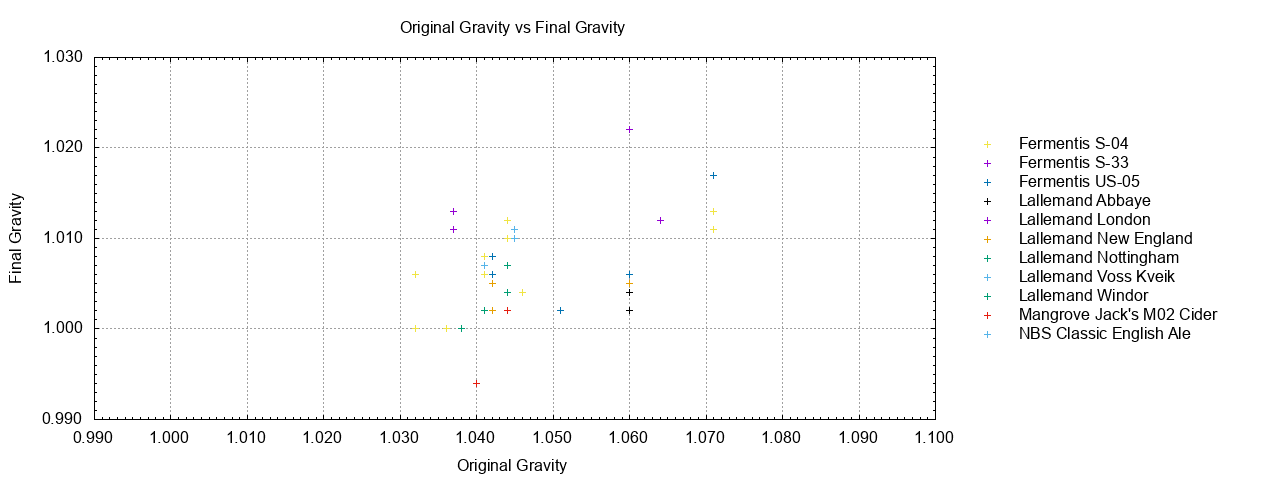 Original Gravity vs Final Gravity
1.030
1.020
1.010
1.000
0.990
Final Gravity
0.990 1.000 1.010 1.020 1.030 1.040 1.050 1.060 1.070 1.080 1.090 1.100
Original Gravity
Fermentis S-04
Fermentis S-33
Fermentis US-05
Lallemand Abbaye
Lallemand London
Lallemand New England
Lallemand Nottingham
Lallemand Voss Kveik
Lallemand Windor
Mangrove Jack's M02 Cider
NBS Classic English Ale